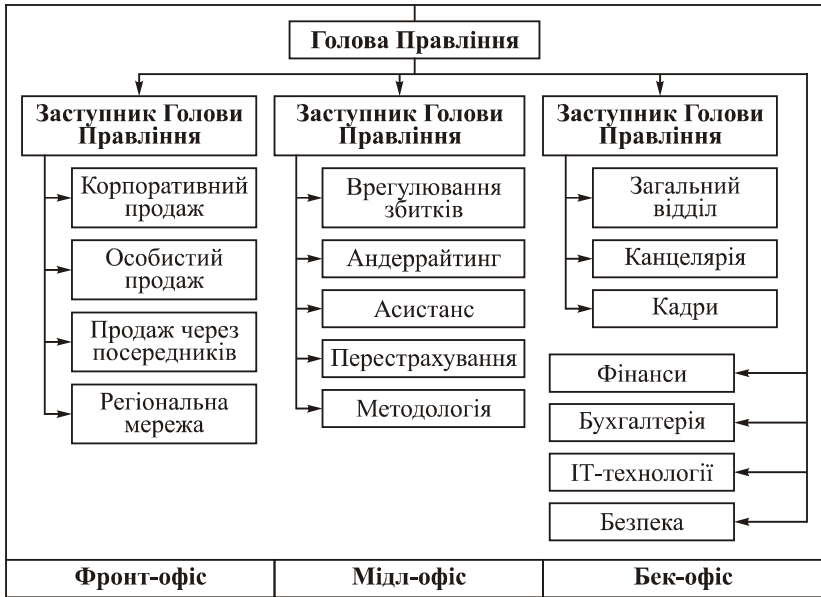 Голова Правління
Заступник Голови
Правління
Корпоративний
продаж
Особистий
продаж
Продаж через
посередників
Регіональна
мережа
Заступник Голови
Правління
Врегулювання
збитків
Андеррайтинг
Асистанс
Перестрахування
Методологія
Заступник Голови
Правління
Загальний
відділ
Канцелярія
Кадри
Фінанси
Бухгалтерія
ІТ-технології
Безпека
Фронт-офіс
Мідл-офіс
Бек-офіс